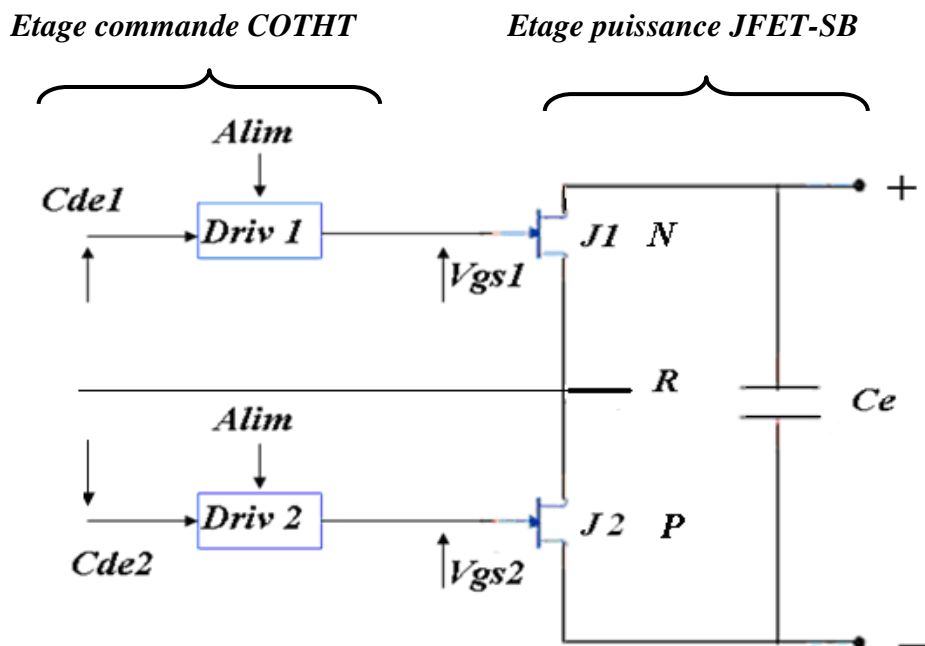 Etage commande COTHT
Etage puissance JFET-SB
Alim
Cde1
Driv 1
J1 N
Vgs1
+
R
Ce
Alim
Driv 2
J 2 P
Cde2
Vgs2
−